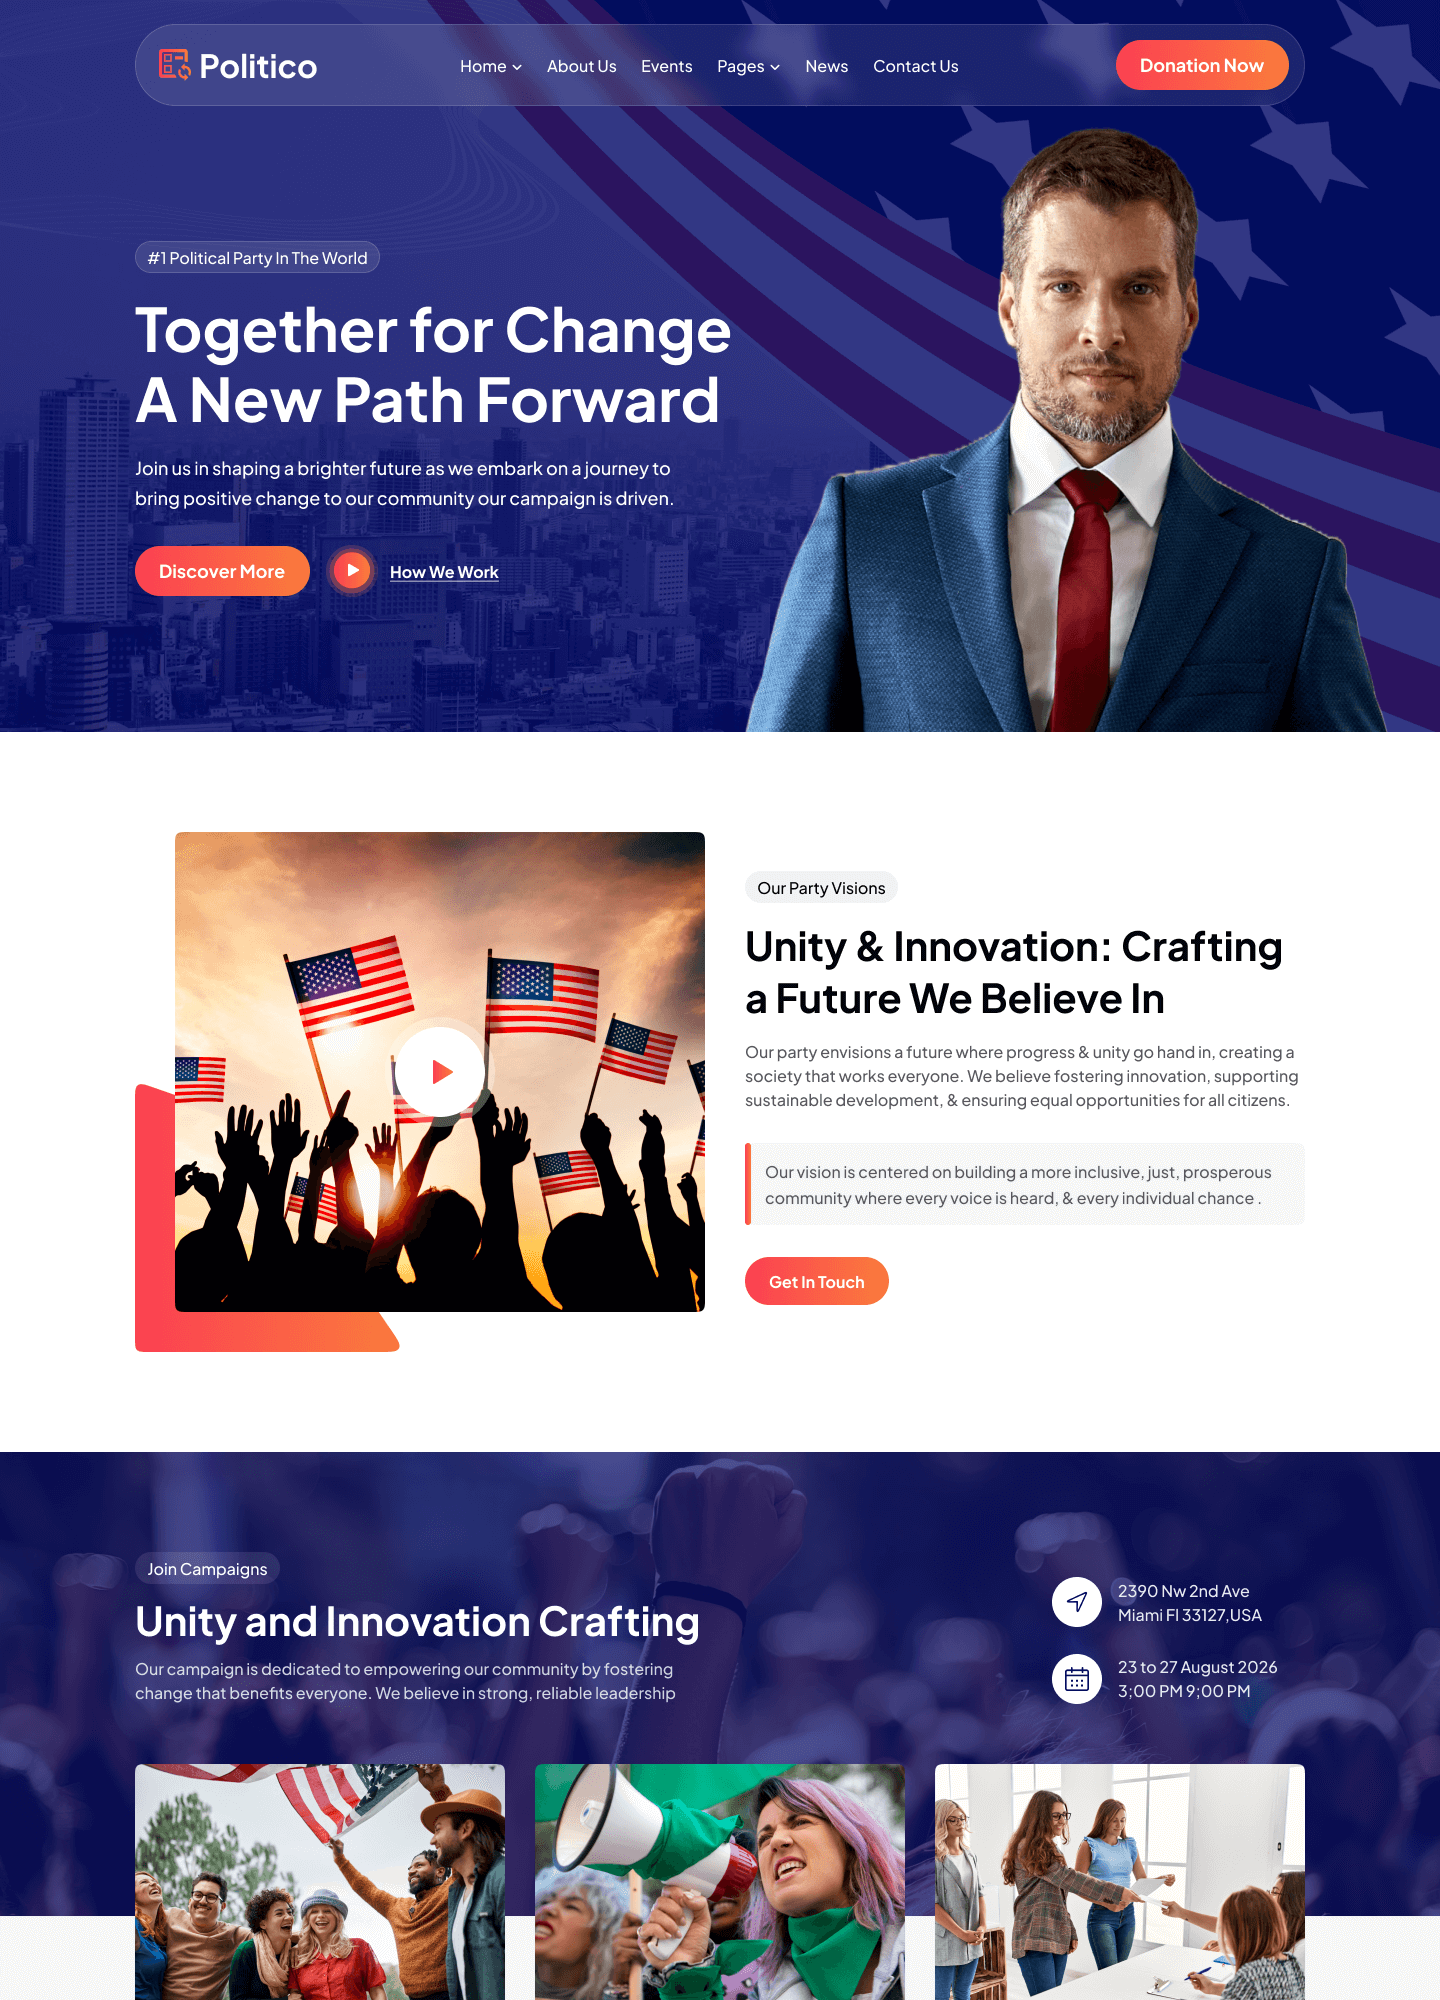 Politico
Home
About Us
Events
Pages
News
Contact Us
Donation Now
#1 Political Party In The World
Together for Change
A New Path Forward
Join us in shaping a brighter future as we embark on a journey to
bring positive change to our community our campaign is driven.
Discover More
How We Work
Our Party Visions
Unity & Innovation: Crafting
a Future We Believe In
Our party envisions a future where progress & unity go hand in, creating a
society that works everyone. We believe fostering innovation, supporting
sustainable development, & ensuring equal opportunities for all citizens.
Our vision is centered on building a more inclusive, just, prosperous
community where every voice is heard, & every individual chance .
Get In Touch
Join Campaigns
Unity and Innovation Crafting
Our campaign is dedicated to empowering our community by fostering
change that benefits everyone. We believe in strong, reliable leadership
2390 Nw 2nd Ave
Miami Fl 33127,USA
23 to 27 August 2026
3;00 PM 9;00 PM